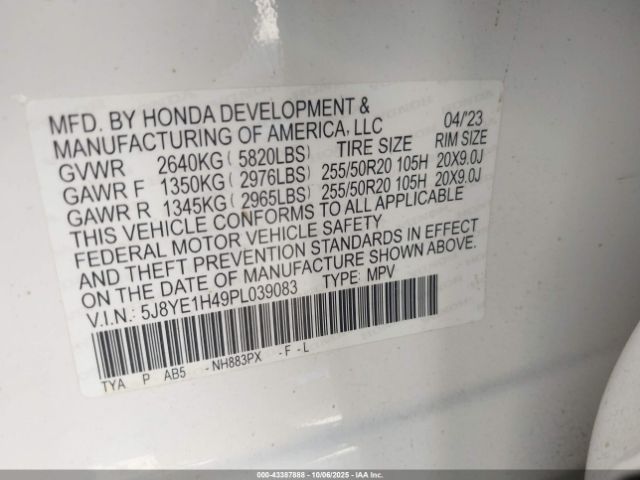 MFD. BY HONDA DEVELOPMENT & 04/'23
MANUFACTURING OF AMERICA, LLC TIRE SIZE RIM SIZE
GVWR 2640KG ( 5820LBS)
GAWR F 1350KG ( 2976LBS) 255/50R20 105H 20X9.0J
GAWR R 1345KG ( 2965LBS) 255/50R20 105H 20X9.0J
THIS VEHICLE CONFORMS TO ALL APPLICABLE
FEDERAL MOTOR VEHICLE SAFETY
AND THEFT PREVENTION STANDARDS IN EFFECT
ON THE DATE OF MANUFACTURE SHOWN ABOVE.
V.I.N.: 5J8YE1H49PL039083 TYPE: MPV
TYA P AB5 -NH883PX -F-L
000-43387888 - 10/06/2025 - IAA Inc.